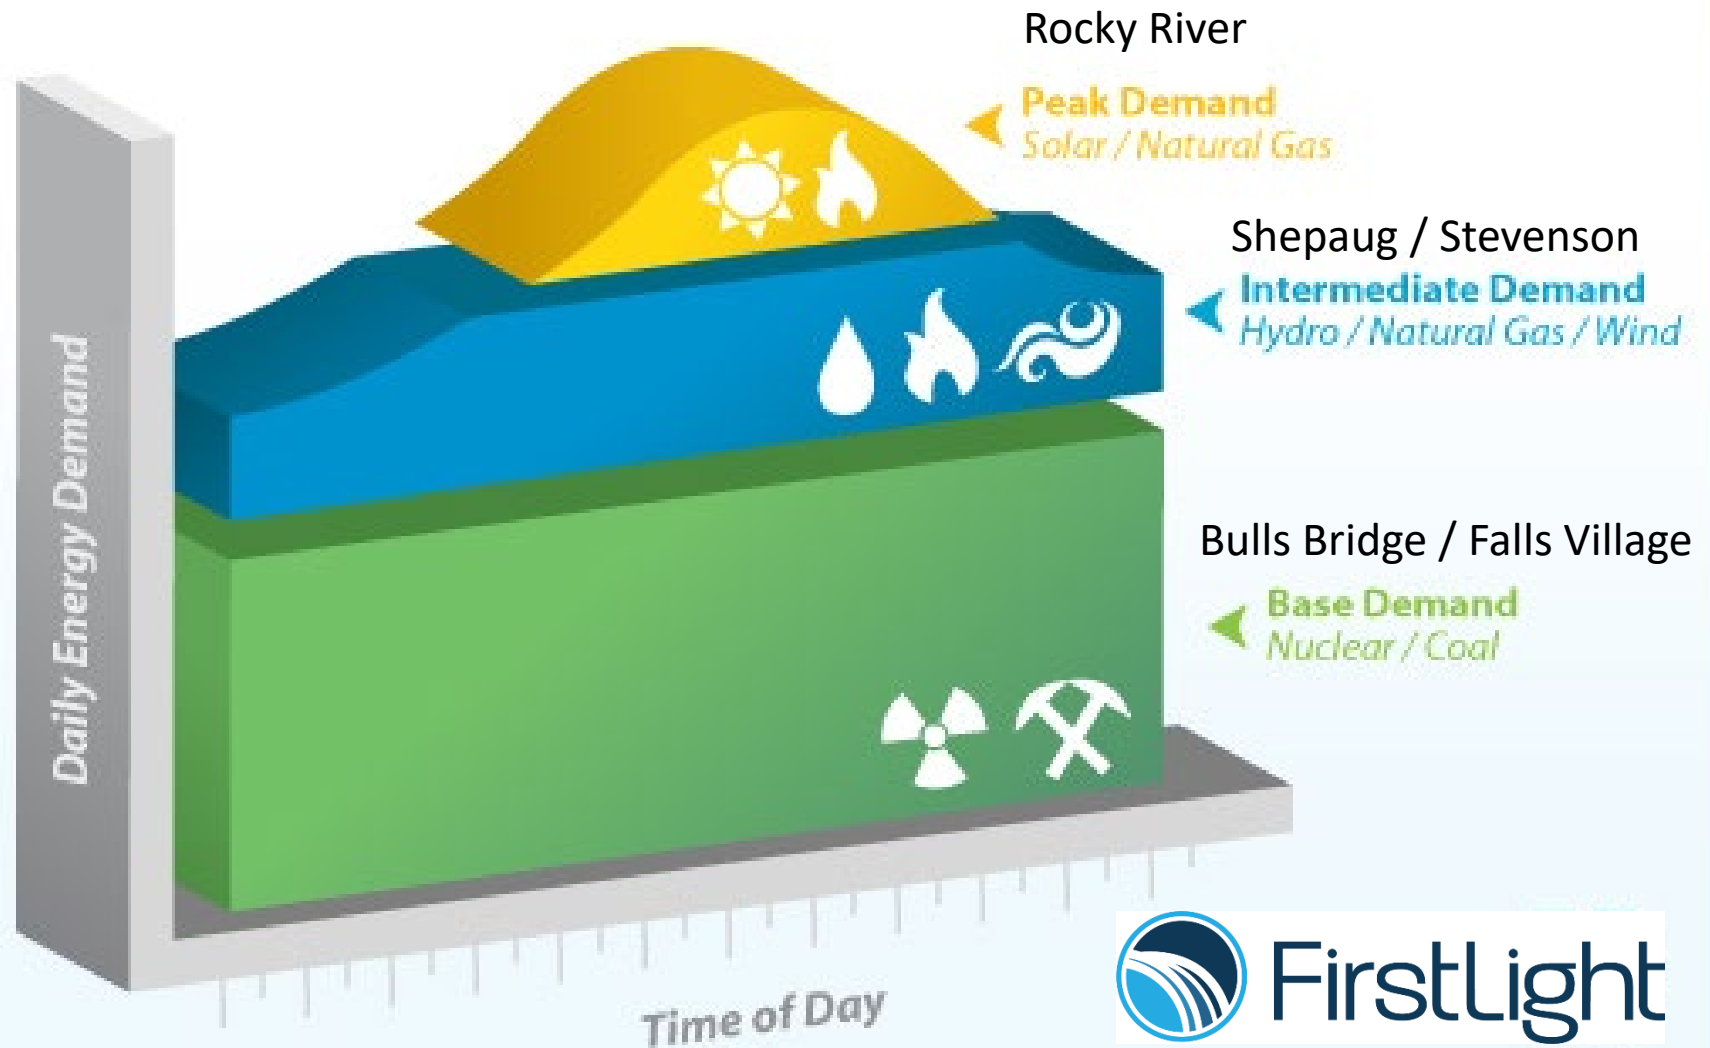 Rocky River
Peak Demand
Solar / Natural Gas
Shepaug / Stevenson
Intermediate Demand
Hydro / Natural Gas / Wind
Bulls Bridge / Falls Village
Base Demand
Nuclear / Coal
Daily Energy Demand
Time of Day
FirstLight